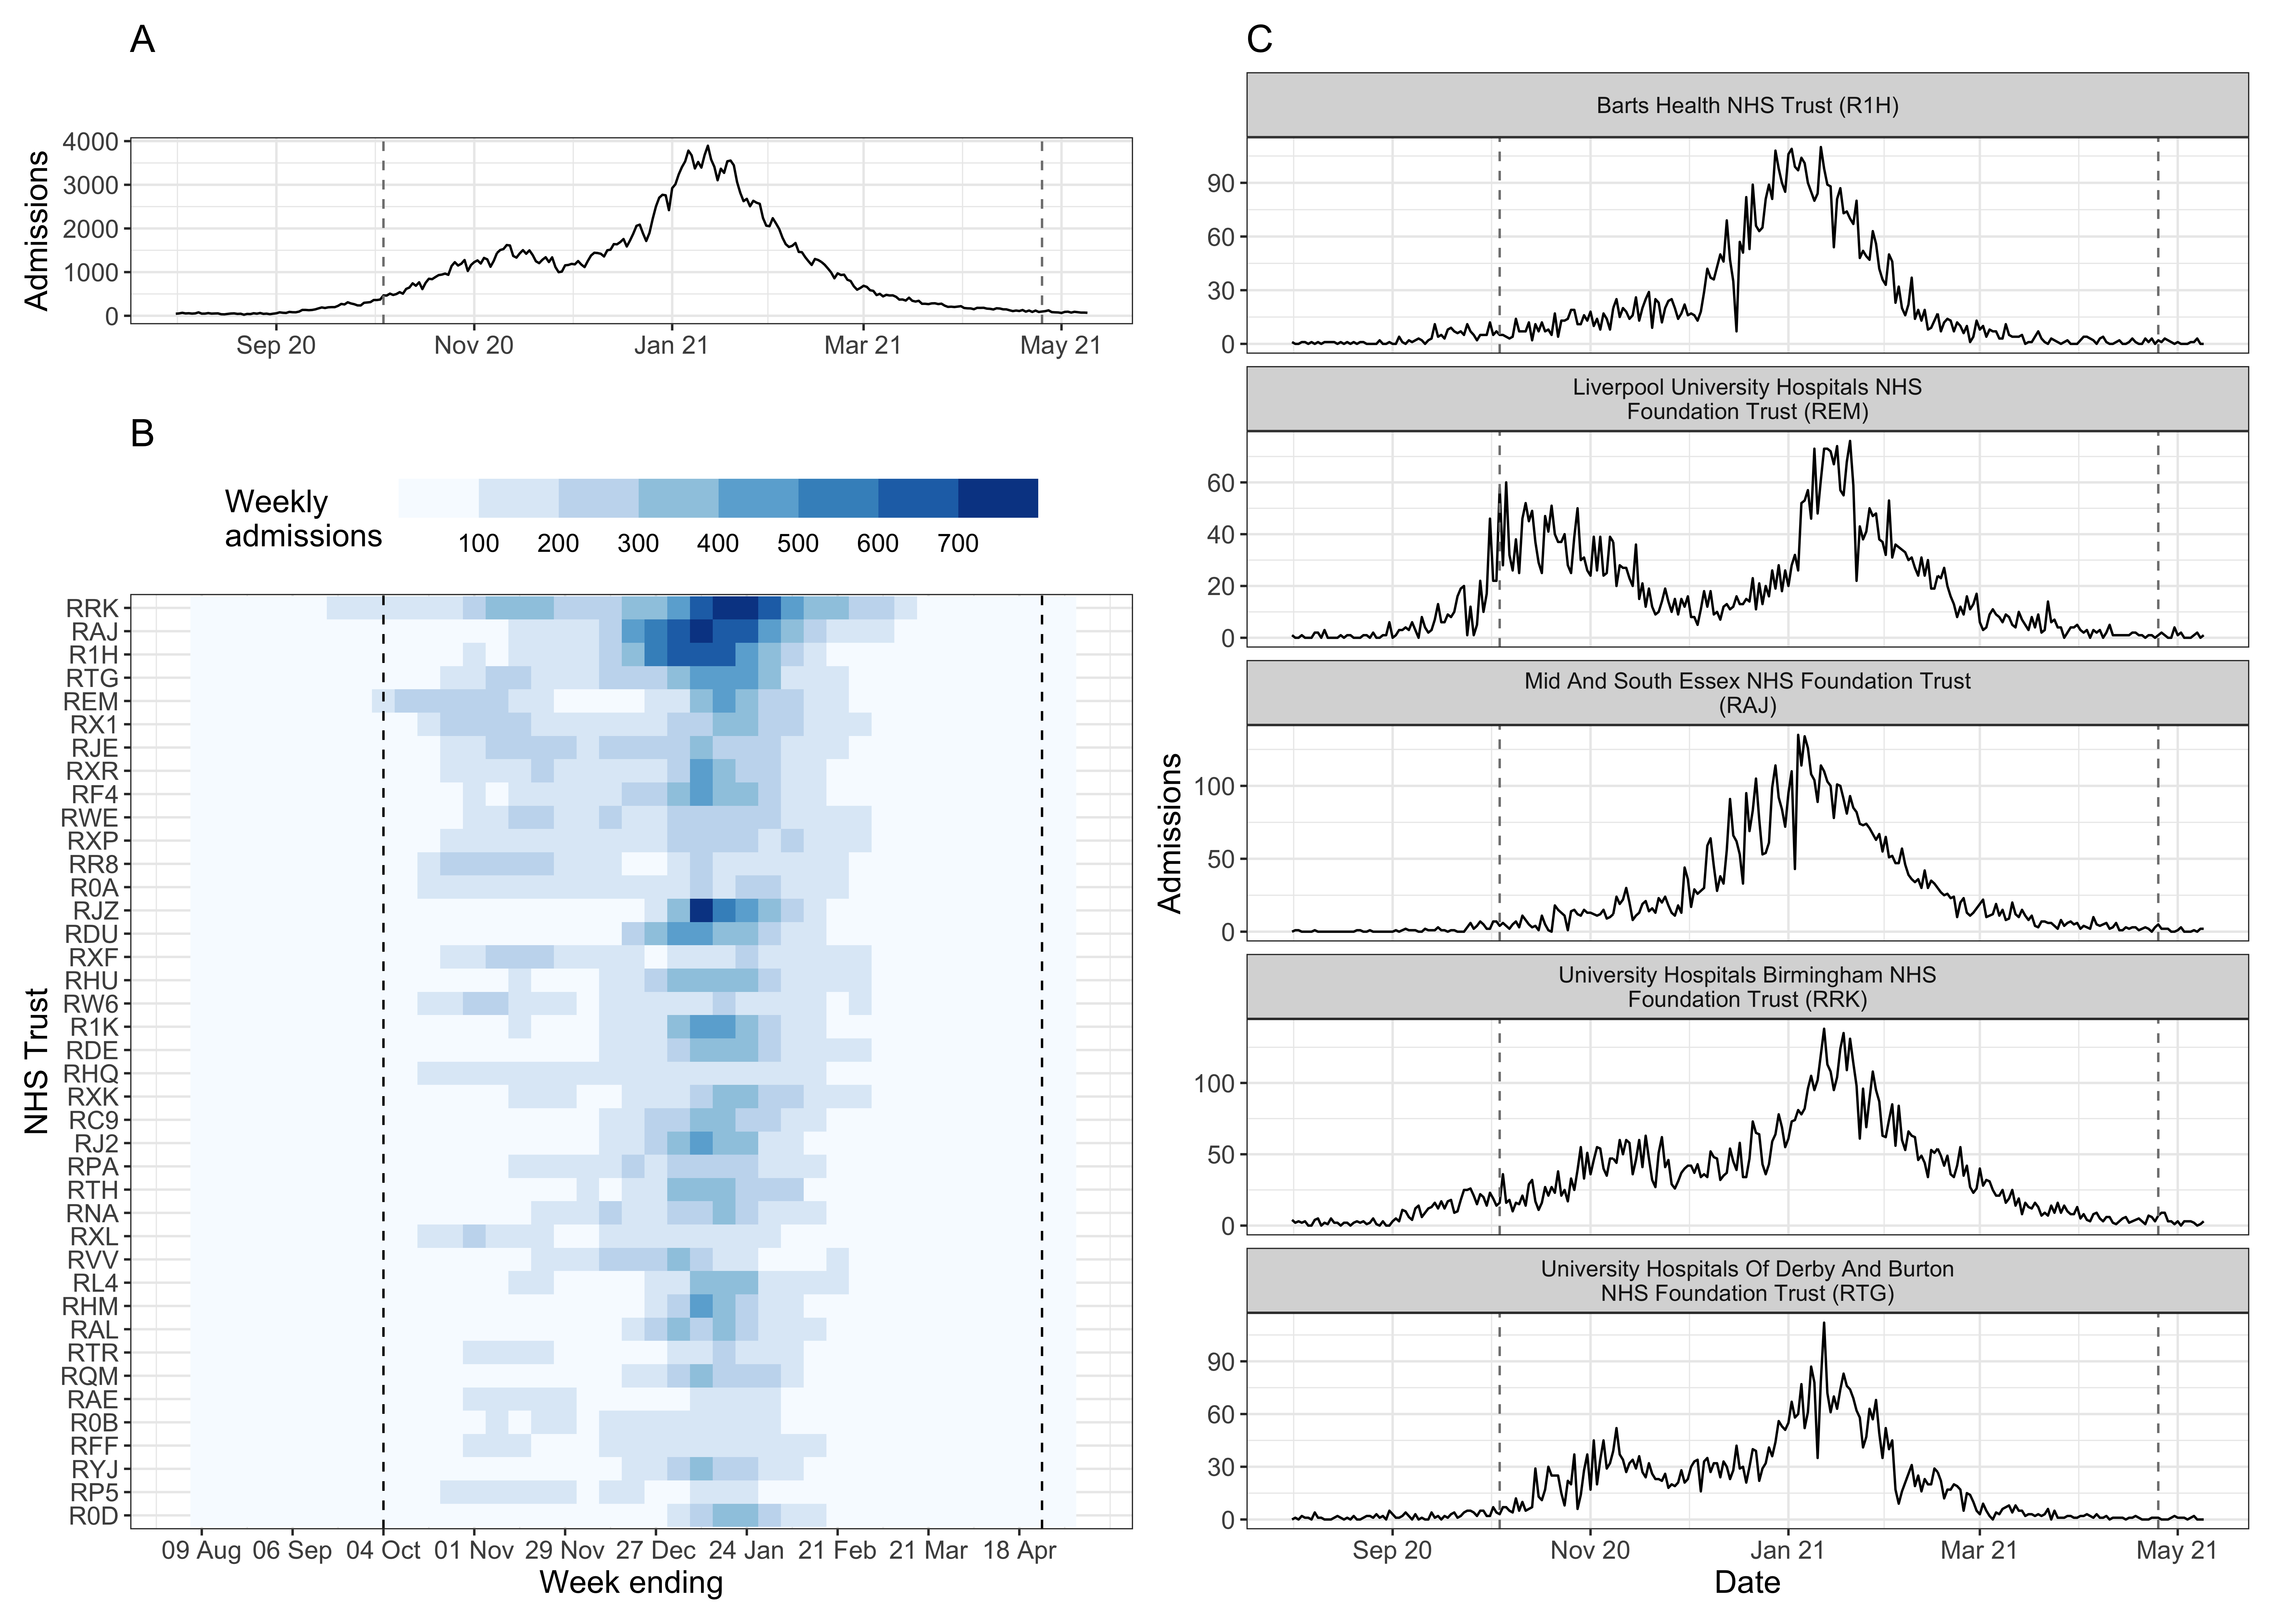 A
Admissions
4000
3000
2000
1000
0
Sep 20 Nov 20 Jan 21 Mar 21 May 21
B
Weekly
admissions
100 200 300 400 500 600 700
NHS Trust
RRK
RAJ
R1H
RTG
REM
RX1
RJE
RXR
RF4
RWE
RXP
RR8
R0A
RJZ
RDU
RXF
RHU
RW6
R1K
RDE
RHQ
RXK
RC9
RJ2
RPA
RTH
RNA
RXL
RVV
RL4
RHM
RAL
RTR
RQM
RAE
R0B
RFF
RYJ
RP5
R0D
09 Aug 06 Sep 04 Oct 01 Nov 29 Nov 27 Dec 24 Jan 21 Feb 21 Mar 18 Apr
Week ending
C
Admissions
Barts Health NHS Trust (R1H)
90
60
30
0
Liverpool University Hospitals NHS
Foundation Trust (REM)
60
40
20
0
Mid And South Essex NHS Foundation Trust
(RAJ)
100
50
0
University Hospitals Birmingham NHS
Foundation Trust (RRK)
100
50
0
University Hospitals Of Derby And Burton
NHS Foundation Trust (RTG)
90
60
30
0
Sep 20 Nov 20 Jan 21 Mar 21 May 21
Date